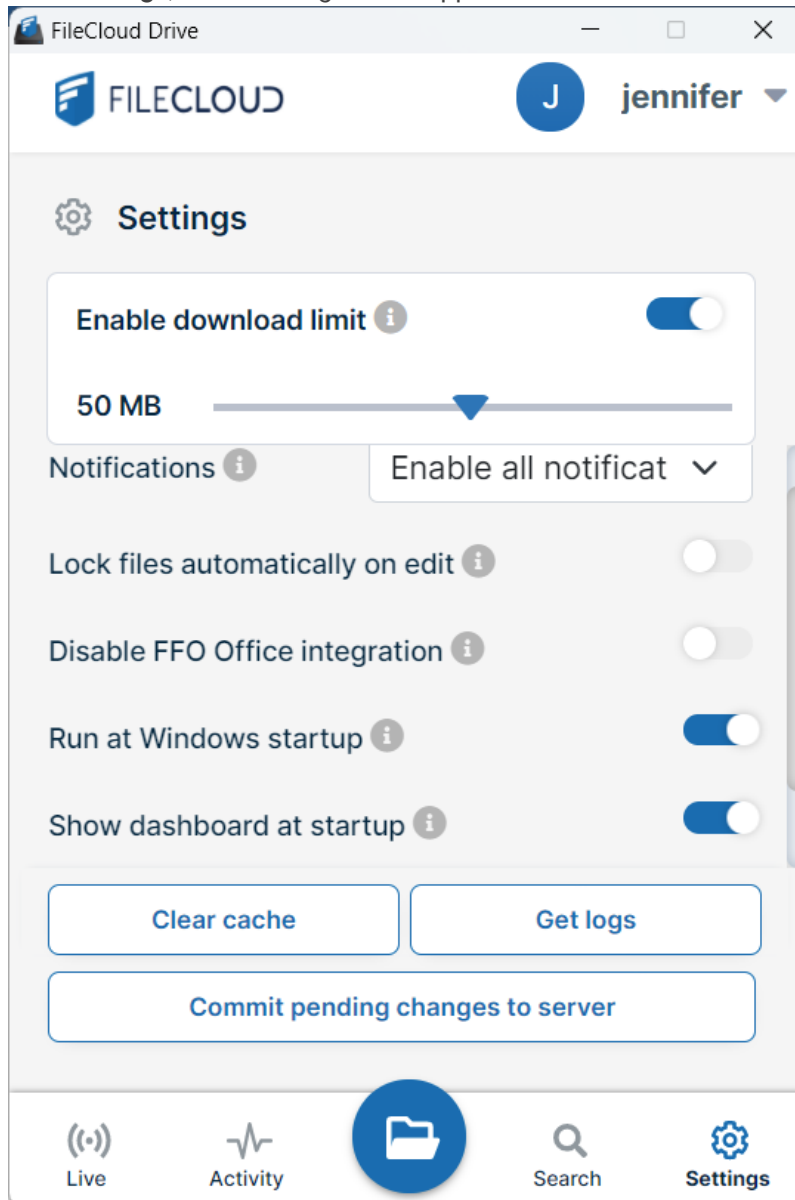 FileCloud Drive
FILECLOUD
J
jennifer
Settings
Enable download limit
50 MB
Notifications
Enable all notificat
Lock files automatically on edit
Disable FFO Office integration
Run at Windows startup
Show dashboard at startup
Clear cache
Get logs
Commit pending changes to server
Live
Activity
Search
Settings